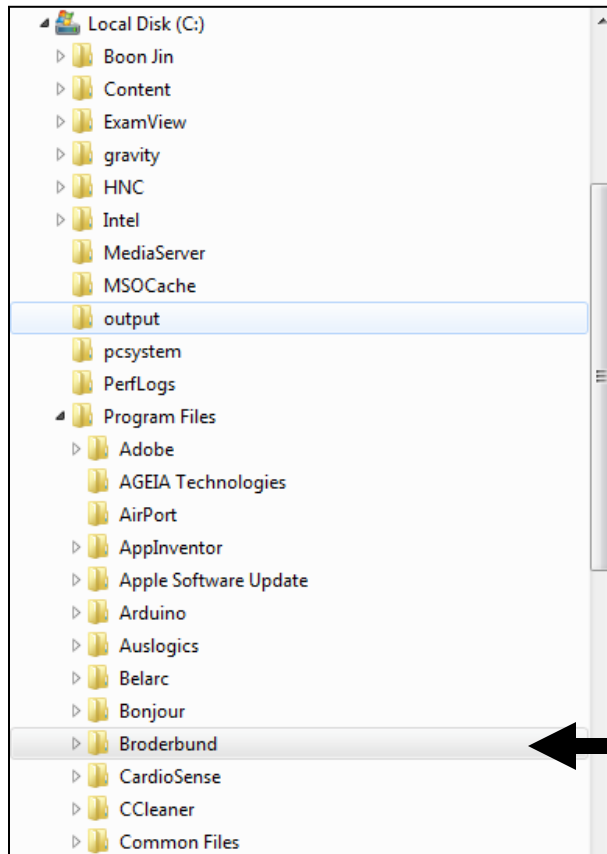 Local Disk (C:)
Boon Jin
Content
ExamView
gravity
HNC
Intel
MediaServer
MSOCache
output
pcsystem
PerfLogs
Program Files
Adobe
AGEIA Technologies
AirPort
AppInventor
Apple Software Update
Arduino
Auslogics
Belarc
Bonjour
Broderbund
CardioSense
CCleaner
Common Files